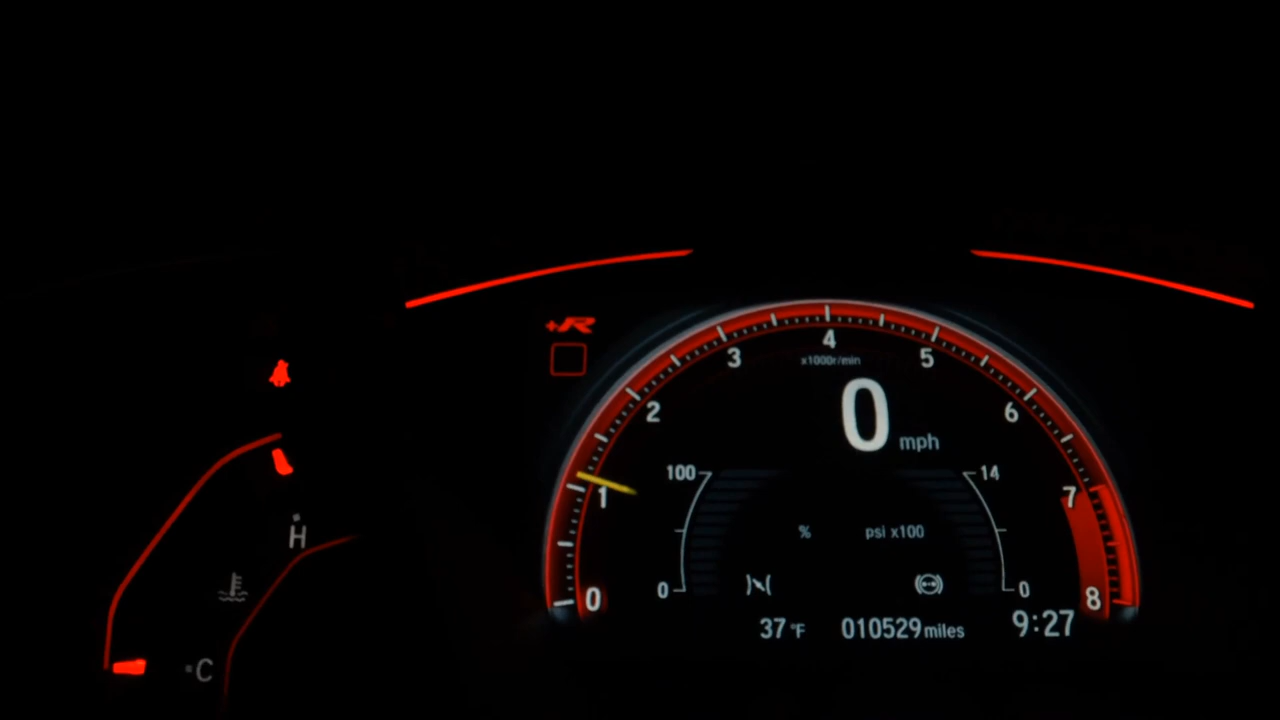 +R
4
3 5
x1000r/min
2 0 6
mph
100 14
1 7
% psi x100
H
0 0
0 8
37 °F 010529 miles 9:27
C